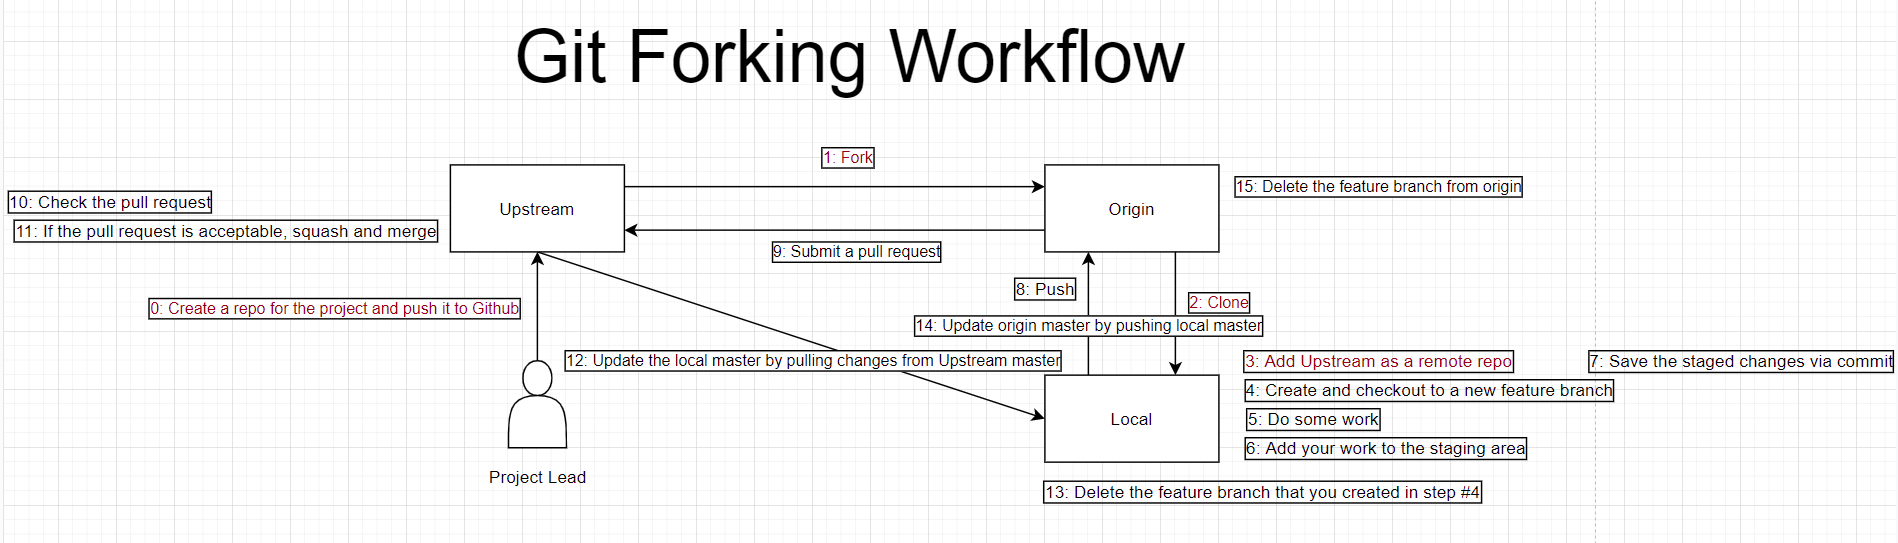 Git Forking Workflow
1: Fork
10: Check the pull request
11: If the pull request is acceptable, squash and merge
Upstream
Origin
15: Delete the feature branch from origin
9: Submit a pull request
0: Create a repo for the project and push it to Github
8: Push
2: Clone
14: Update origin master by pushing local master
12: Update the local master by pulling changes from Upstream master
3: Add Upstream as a remote repo
7: Save the staged changes via commit
4: Create and checkout to a new feature branch
Local
5: Do some work
6: Add your work to the staging area
Project Lead
13: Delete the feature branch that you created in step #4